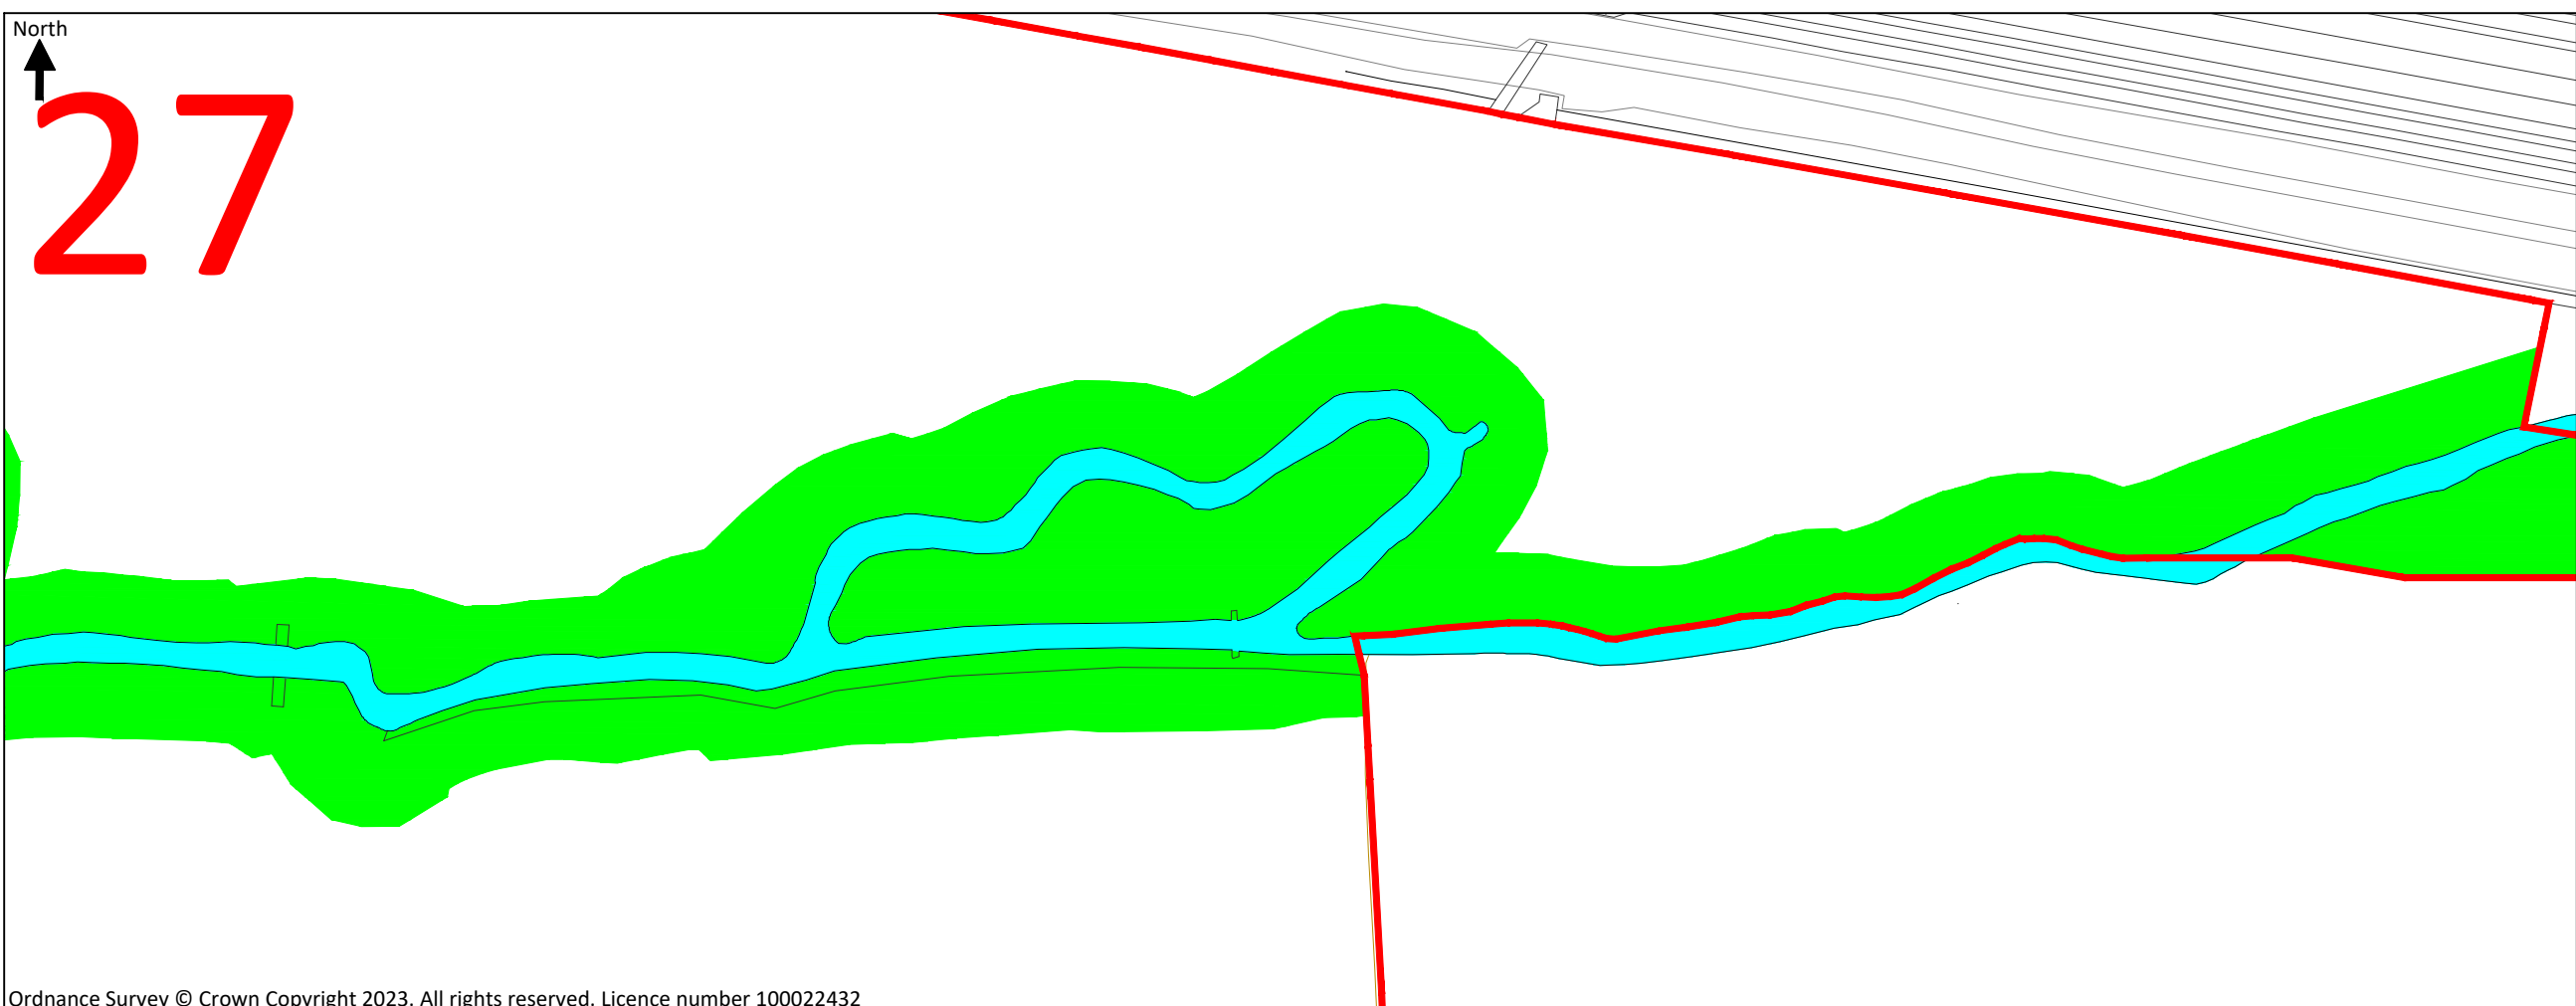 North
27
Ordnance Survey © Crown Copyright 2023. All rights reserved. Licence number 100022432